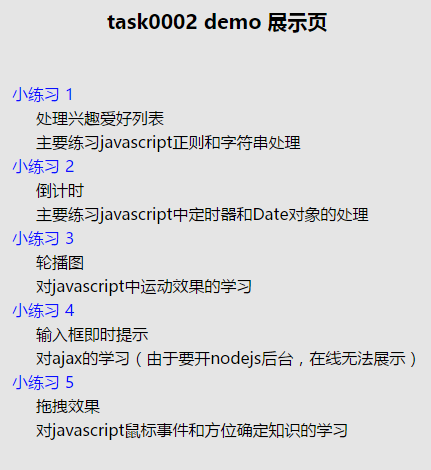 task0002 demo 展示页
小练习 1
处理兴趣爱好列表
主要练习javascript正则和字符串处理
小练习 2
倒计时
主要练习javascript中定时器和Date对象的处理
小练习 3
轮播图
对javascript中运动效果的学习
小练习 4
输入框即时提示
对ajax的学习（由于要开nodejs后台，在线无法展示）
小练习 5
拖拽效果
对javascript鼠标事件和方位确定知识的学习